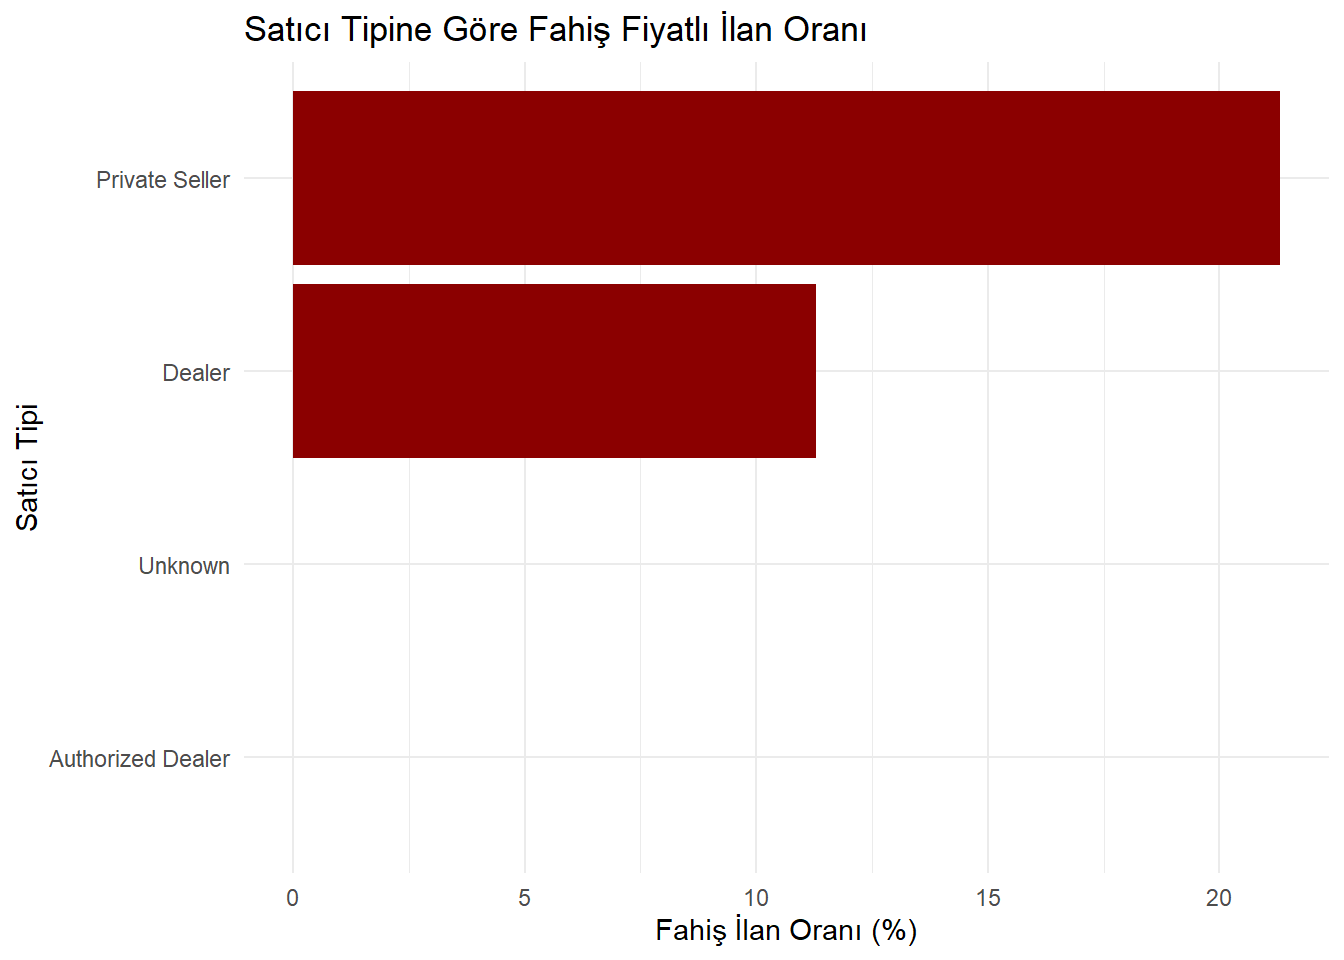 Satıcı Tipine Göre Fahiş Fiyatlı İlan Oranı
Satıcı Tipi
Private Seller
Dealer
Unknown
Authorized Dealer
0 5 10 15 20
Fahiş İlan Oranı (%)